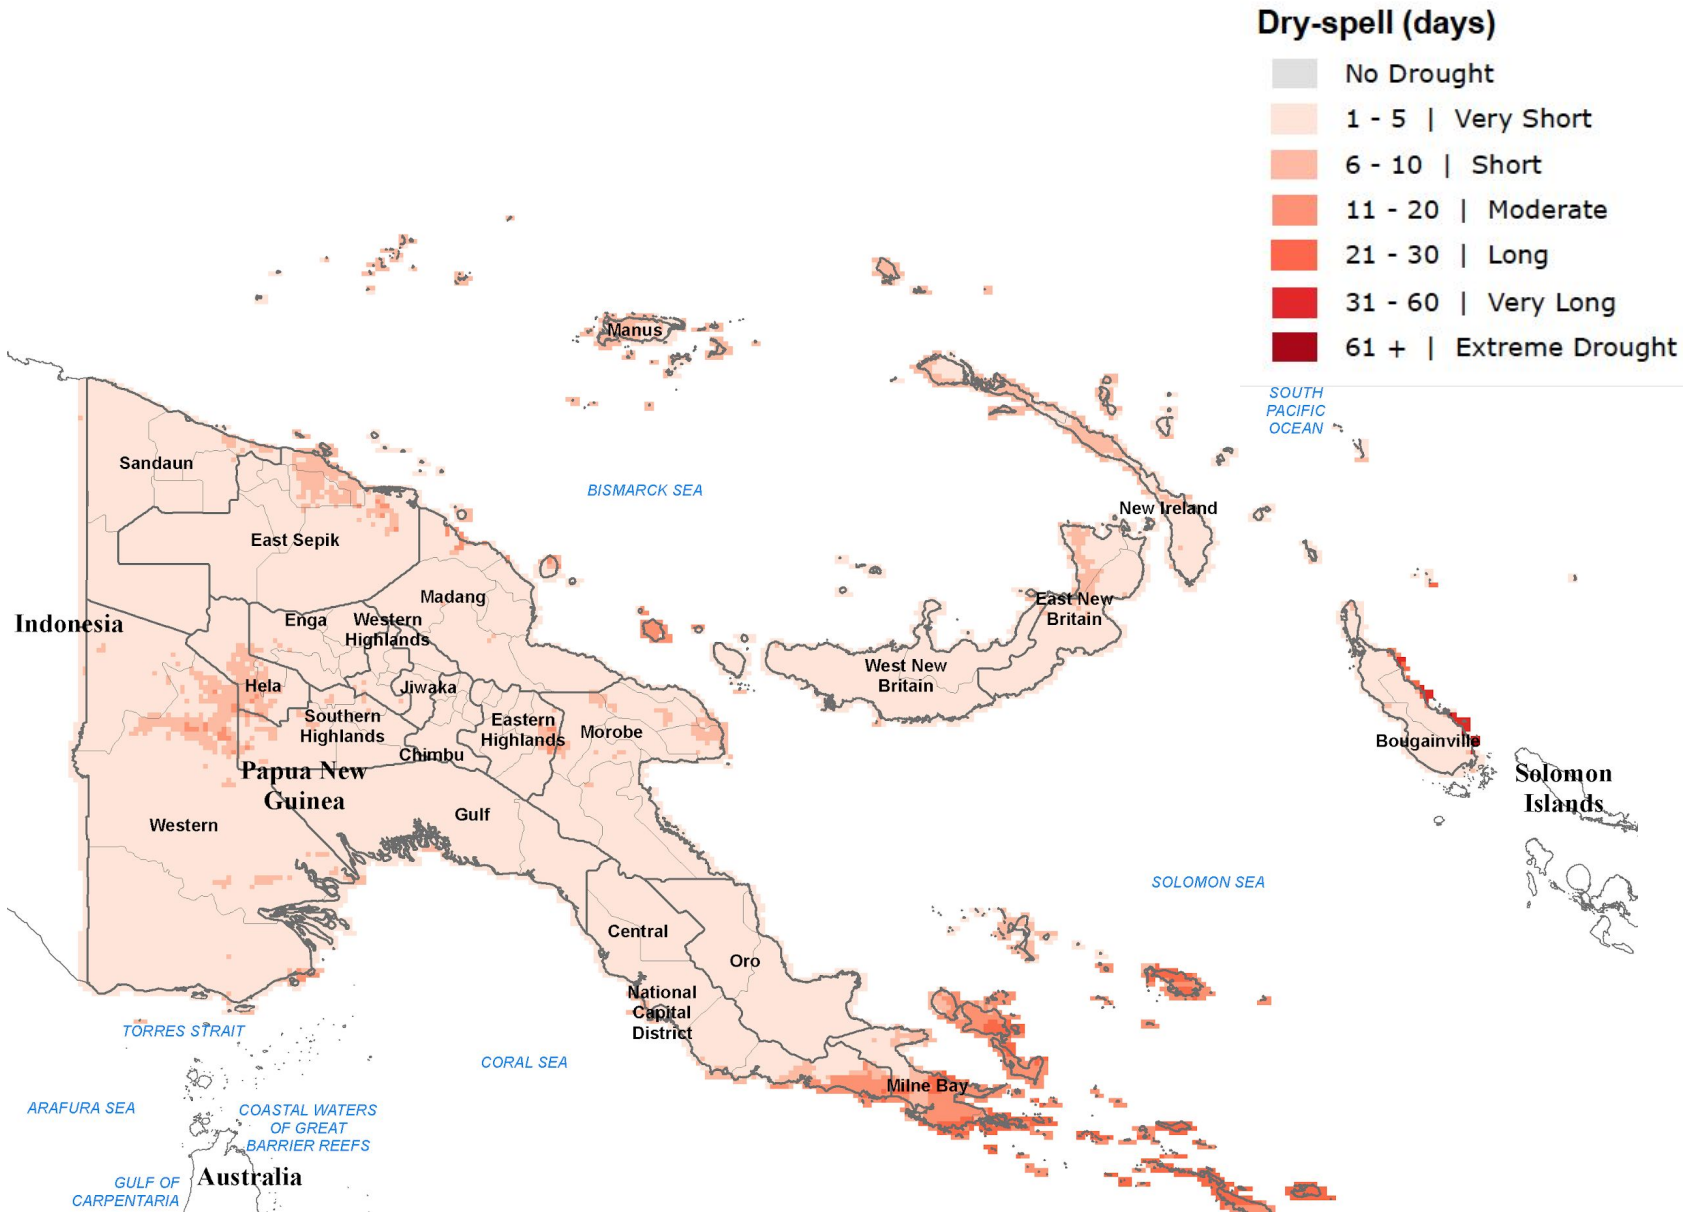 Dry-spell (days)
No Drought
1 - 5 | Very Short
6 - 10 | Short
11 - 20 | Moderate
21 - 30 | Long
31 - 60 | Very Long
61 + | Extreme Drought
Manus
SOUTH
PACIFIC
OCEAN
Sandaun
BISMARCK SEA
New Ireland
East Sepik
Madang
East New
Britain
Indonesia
Enga
Western
Highlands
West New
Britain
Hela
Jiwaka
Southern
Highlands
Eastern
Highlands
Morobe
Chimbu
Bougainville
Papua New
Guinea
Solomon
Islands
Western
Gulf
SOLOMON SEA
Central
Oro
National
Capital
District
TORRES STRAIT
CORAL SEA
Milne Bay
ARAFURA SEA
COASTAL WATERS
OF GREAT
BARRIER REEFS
Australia
GULF OF
CARPENTARIA